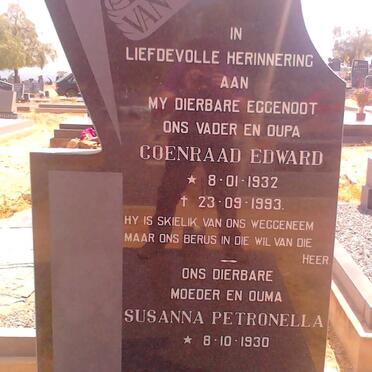 VAN
IN
LIEFDEVOLLE HERINNERING
AAN
MY DIERBARE EGGENOOT
ONS VADER EN OUPA
COENRAAD EDWARD
★ 8-01-1932
† 23-09-1993.
HY IS SKIELIK VAN ONS WEGGENEEM
MAAR ONS BERUS IN DIE WIL VAN DIE
HEER
ONS DIERBARE
MOEDER EN OUMA
SUSANNA PETRONELLA
★ 8-10-1930